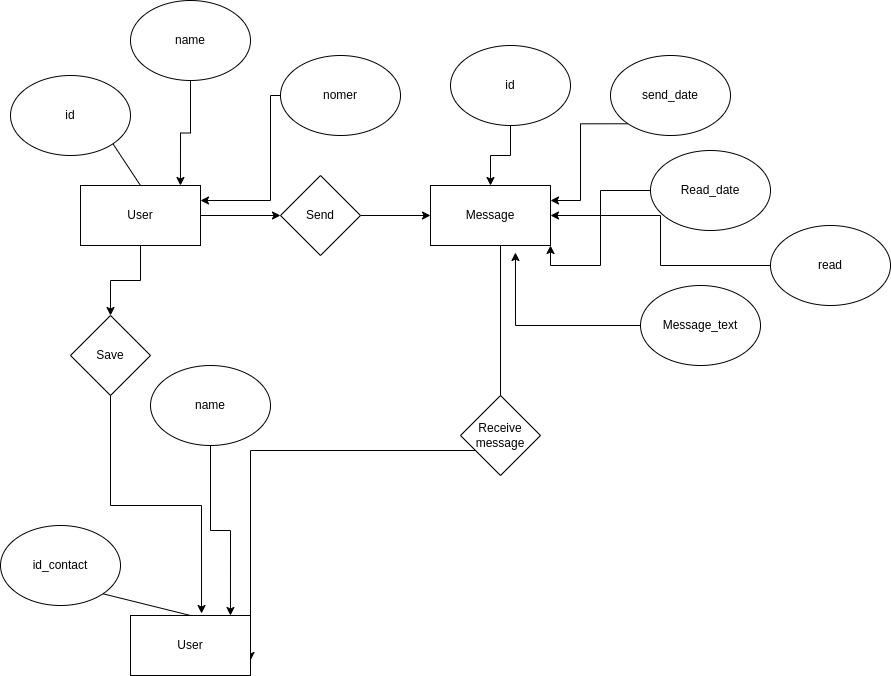 name
id
nomer
id
send_date
Read_date
User
Send
Message
read
Message_text
Save
name
Receive
message
id_contact
User